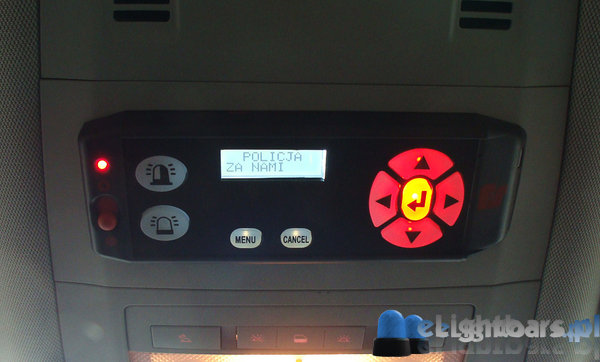 POLICJA
ZA NAMI
MENU
CANCEL
eLightbars.pl